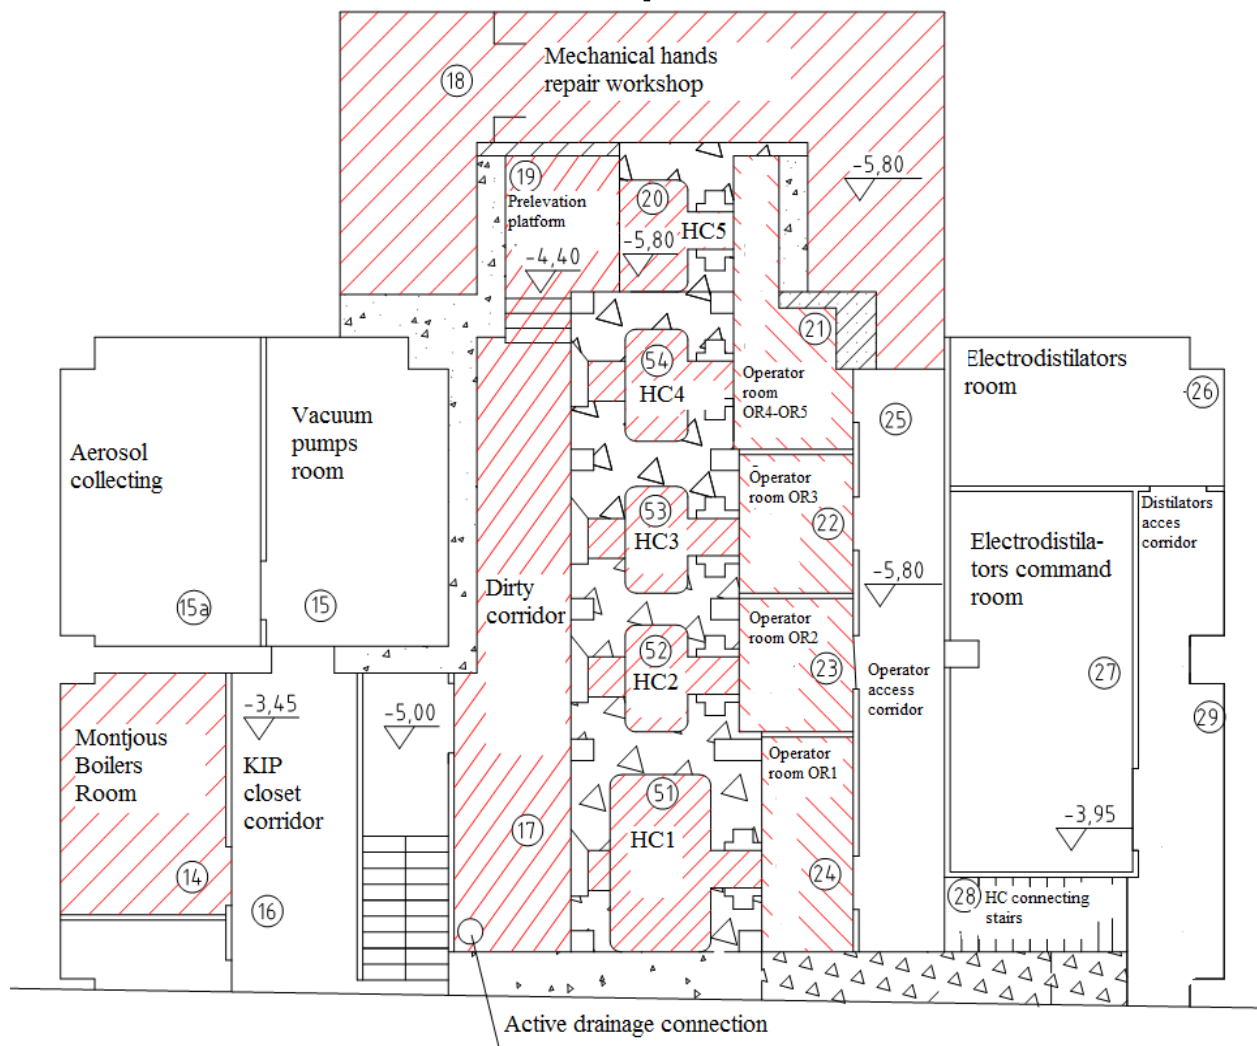 Mechanical hands
repair workshop
18
-5,80
19
Prelevation
platform
-4,40
20
-5,80
HC5
21
Operator
room
OR4-OR5
54
HC4
25
Electrodistilators
room
26
Aerosol
collecting
15a
Vacuum
pumps
room
15
Operator
room OR3
22
53
HC3
Dirty
corridor
-5,80
Electrodistila-
tors command
room
Distilators
acces
corridor
Operator
room OR2
23
52
HC2
Operator
access
corridor
27
29
-3,45
-5,00
Montjous
Boilers
Room
KIP
closet
corridor
14
16
17
51
HC1
Operator
room OR1
24
-3,95
28
HC connecting
stairs
Active drainage connection